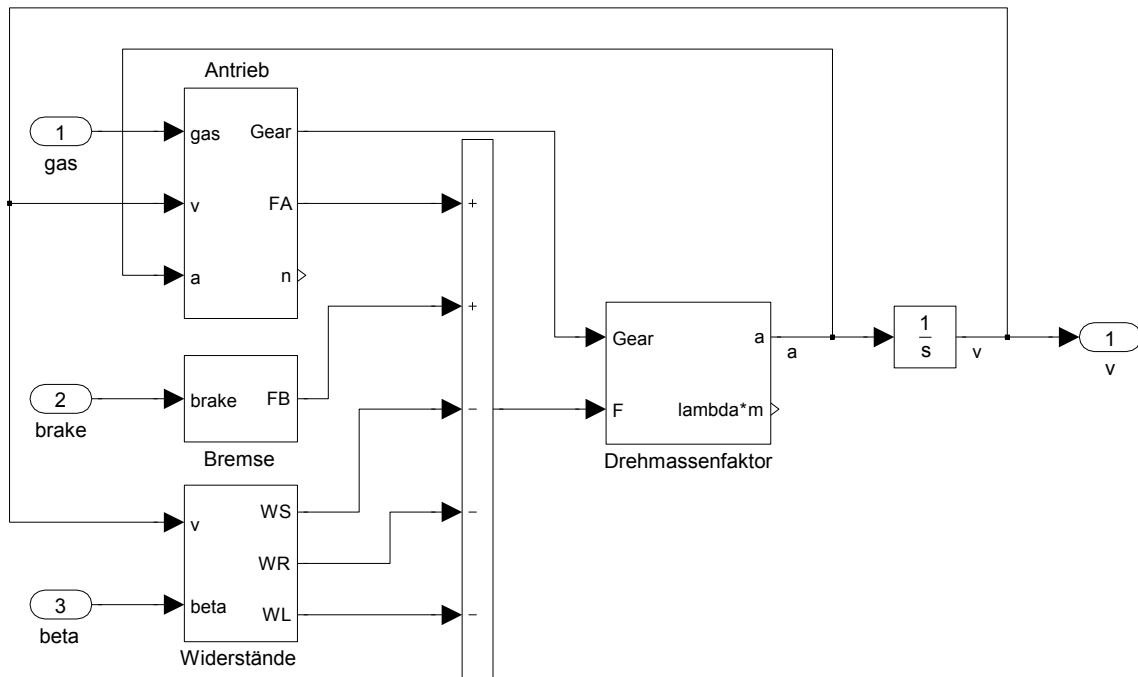 Antrieb
1
gas
gas
Gear
v
FA
a
n
+
+
2
brake
brake
FB
Bremse
-
Gear
a
a
F
lambda*m
Drehmassenfaktor
1
s
v
1
v
v
WS
WR
-
3
beta
beta
WL
-
Widerstände